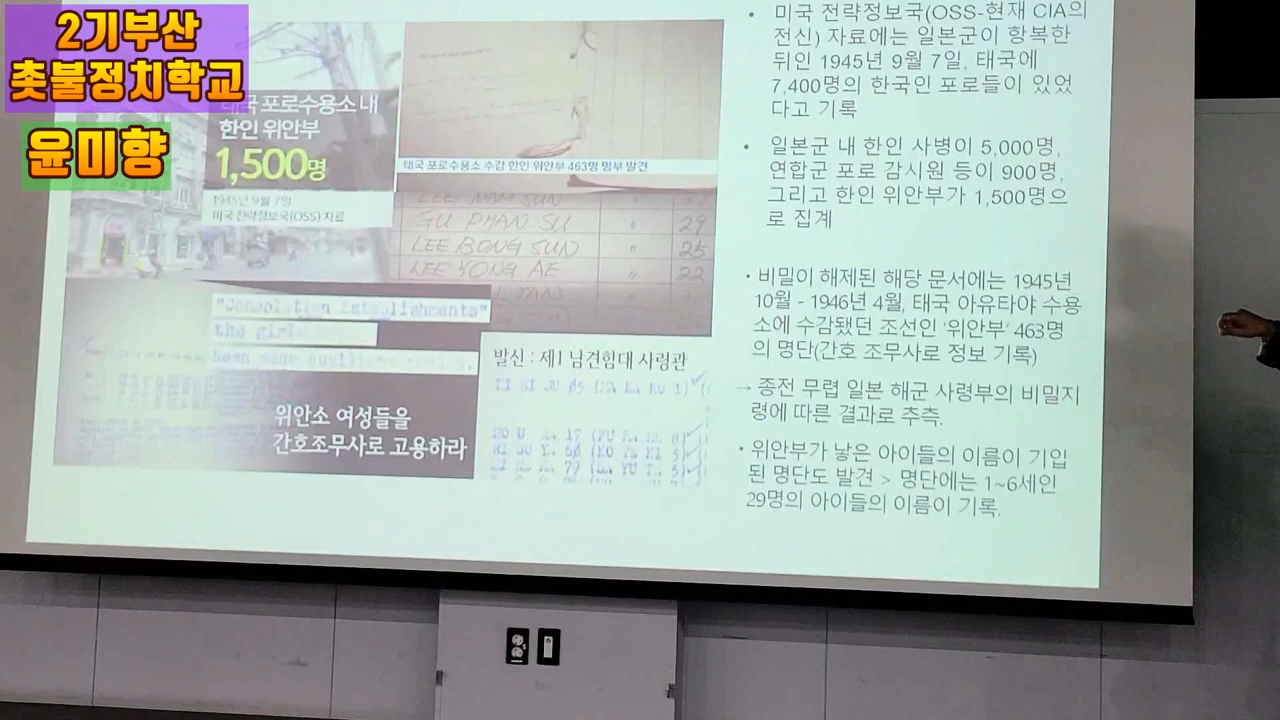 2기부산
촛불정치학교
윤미향
태국 포로수용소 내
한인 위안부
1,500명
1945년 9월 7일
미국 전략정보국(OSS) 자료
태국 포로수용소 수감 한인 위안부 463명 명부 발견
LEE NAM SUN
GU PHAN SU " 29
LEE BONG SUN " 25
LEE YONG AE " 22
"Consolation Establishments"
the girls
been made auxiliary
위안소 여성들을
간호조무사로 고용하라
발신 : 제1 남견함대 사령관
• 미국 전략정보국(OSS-현재 CIA의
전신) 자료에는 일본군이 항복한
뒤인 1945년 9월 7일, 태국에
7,400명의 한국인 포로들이 있었
다고 기록
• 일본군 내 한인 사병이 5,000명,
연합군 포로 감시원 등이 900명,
그리고 한인 위안부가 1,500명으
로 집계
• 비밀이 해제된 해당 문서에는 1945년
10월 - 1946년 4월, 태국 아유타야 수용
소에 수감됐던 조선인 '위안부' 463명
의 명단(간호 조무사로 정보 기록)
→ 종전 무렵 일본 해군 사령부의 비밀지
령에 따른 결과로 추측.
• 위안부가 낳은 아이들의 이름이 기입
된 명단도 발견 > 명단에는 1~6세인
29명의 아이들의 이름이 기록.